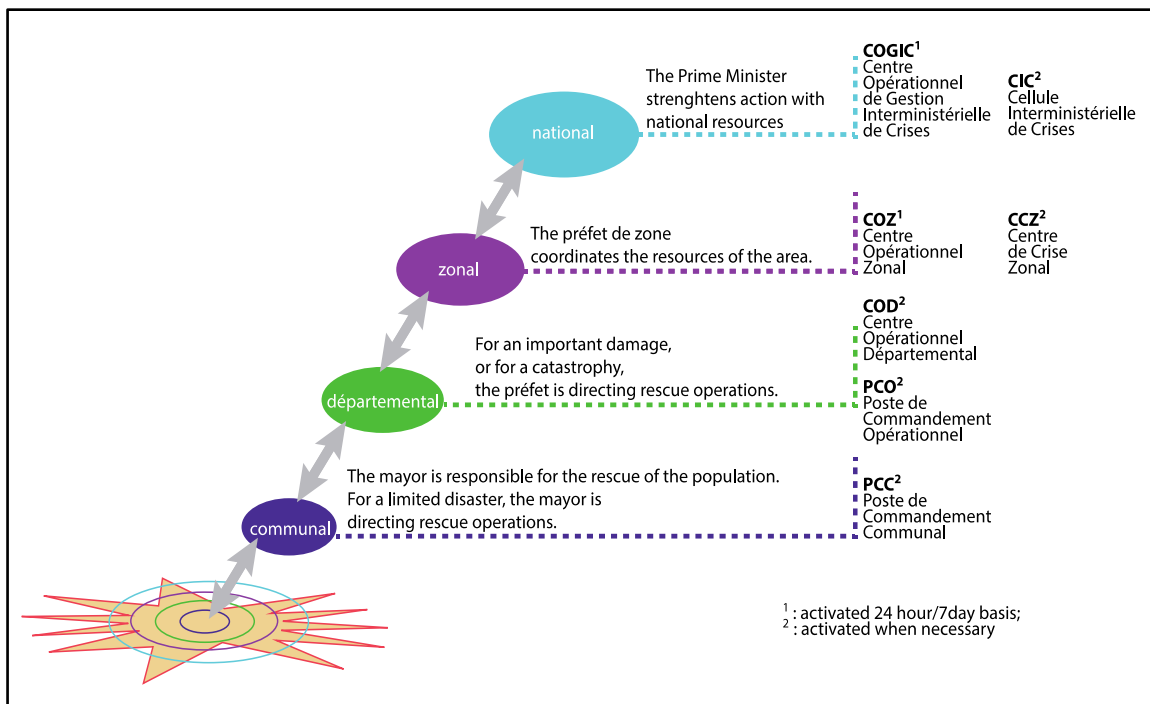 The Prime Minister
strenghtens action with
national resources
national
COGIC¹
Centre
Opérationnel
de Gestion
Interministérielle
de Crises
CIC²
Cellule
Interministérielle
de Crises
The préfet de zone
coordinates the resources of the area.
zonal
COZ¹
Centre
Opérationnel
Zonal
CCZ²
Centre
de Crise
Zonal
For an important damage,
or for a catastrophy,
the préfet is directing rescue operations.
départemental
COD²
Centre
Opérationnel
Départemental
PCO²
Poste de
Commandement
Opérationnel
The mayor is responsible for the rescue of the population.
For a limited disaster, the mayor is
directing rescue operations.
communal
PCC²
Poste de
Commandement
Communal
¹ : activated 24 hour/7day basis;
² : activated when necessary